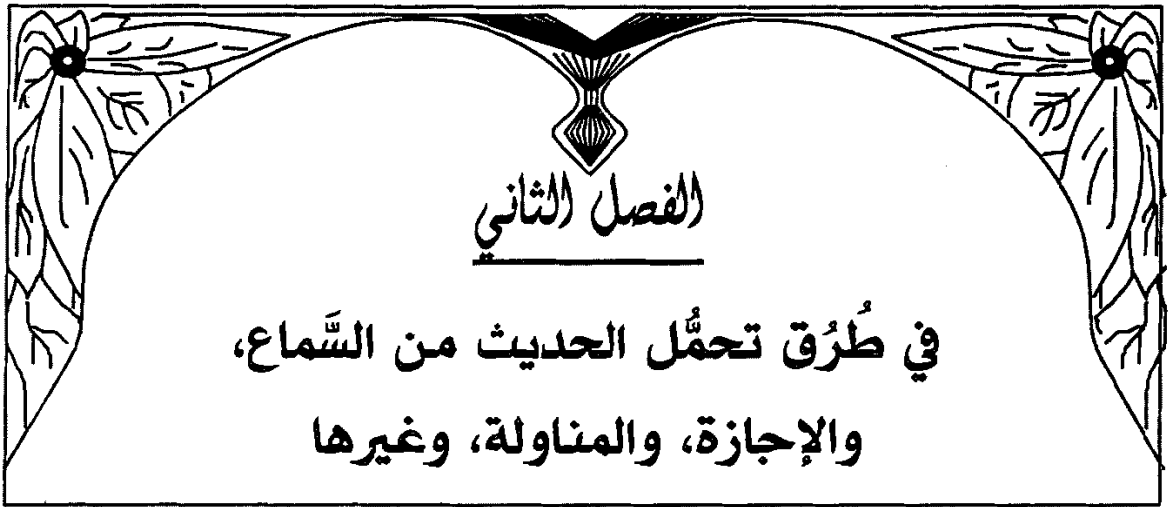 الفصل الثاني
في طُرُق تحمُّل الحديث من السَّماع،
والإجازة، والمناولة، وغيرها